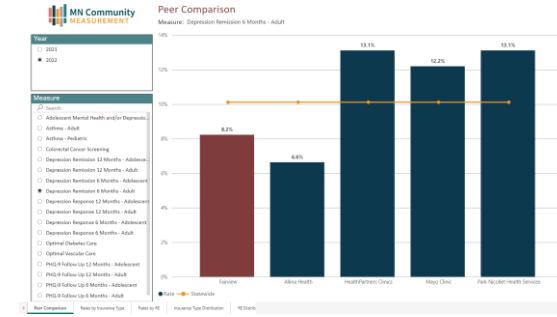 MN Community
MEASUREMENT
Peer Comparison
Measure: Depression Remission 6 Months - Adult
Year
2021
2022
Measure
Search
Adolescent Mental Health and/or Depressio...
Asthma - Adult
Asthma - Pediatric
Colorectal Cancer Screening
Depression Remission 12 Months - Adolesce...
Depression Remission 12 Months - Adult
Depression Remission 6 Months - Adolescent
Depression Remission 6 Months - Adult
Depression Response 12 Months - Adolescent
Depression Response 12 Months - Adult
Depression Response 6 Months - Adolescent
Depression Response 6 Months - Adult
Optimal Diabetes Care
Optimal Vascular Care
PHQ-9 Follow Up 12 Months - Adolescent
PHQ-9 Follow Up 12 Months - Adult
PHQ-9 Follow Up 6 Months - Adolescent
PHQ-9 Follow Up 6 Months - Adult
14%
12%
10%
8%
6%
4%
2%
0%
8.2%
6.6%
13.1%
12.2%
13.1%
Fairview
Allina Health
HealthPartners Clinics
Mayo Clinic
Park Nicollet Health Services
Rate
Statewide
Peer Comparison
Rates by Insurance Type
Rates by RE
Insurance Type Distribution
RE Distrib